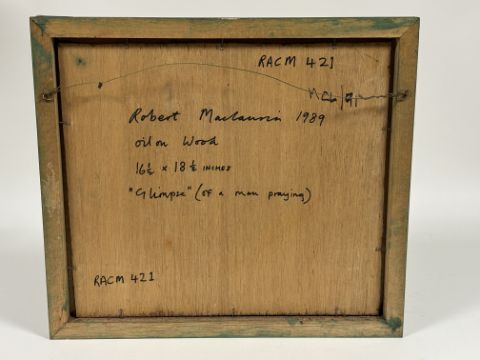 RACM 421
Robert Maclaurin 1989
oil on Wood
16½ x 18½ INCHES
"Glimpse" (of a man praying)
RACM 421